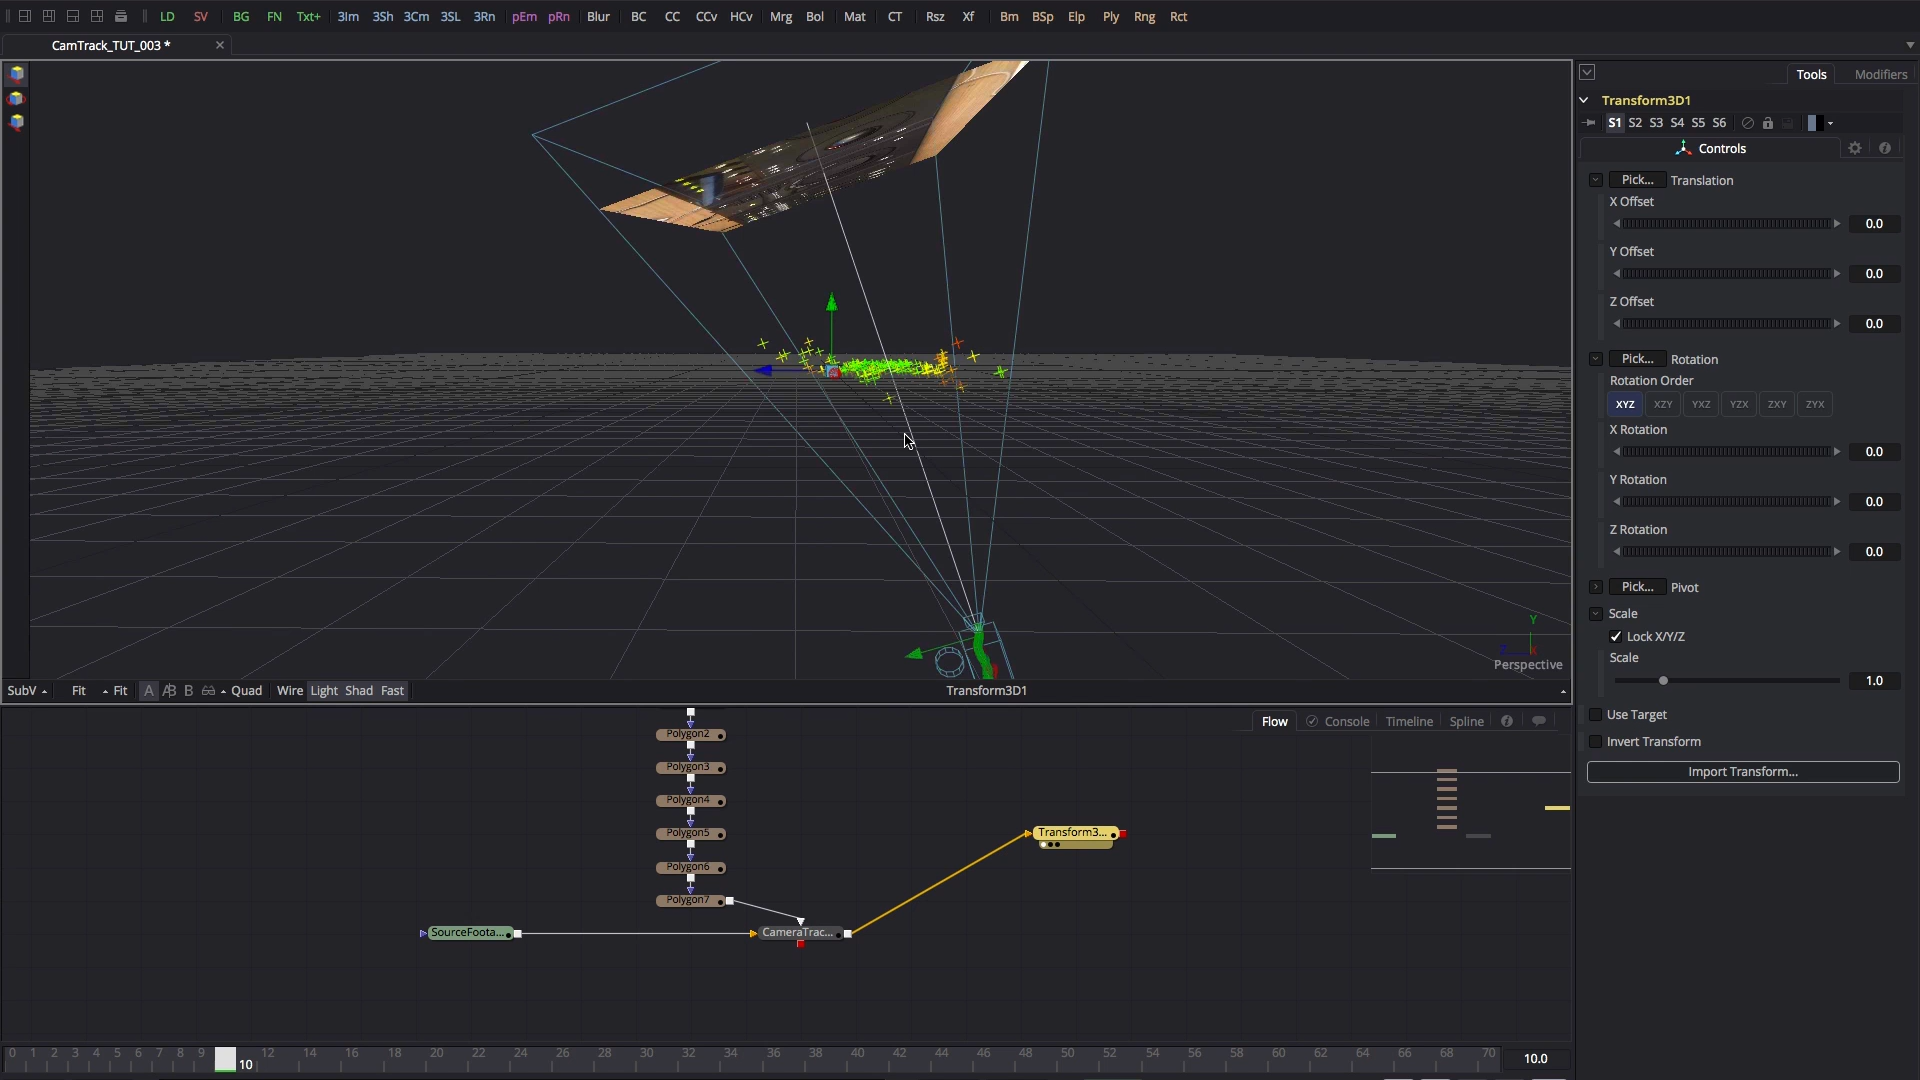 LD SV BG FN Txt+ 3Im 3Sh 3Cm 3SL 3Rn pEm pRn Blur BC CC CCv HCv Mrg Bol Mat CT Rsz Xf Bm BSp Elp Ply Rng Rct
CamTrack_TUT_003 *
Tools Modifiers
Transform3D1
S1 S2 S3 S4 S5 S6
Controls
Pick... Translation
X Offset
0.0
Y Offset
0.0
Z Offset
0.0
Pick... Rotation
Rotation Order
XYZ XZY YXZ YZX ZXY ZYX
X Rotation
0.0
Y Rotation
0.0
Z Rotation
0.0
Pick... Pivot
Scale
Lock X/Y/Z
Scale
1.0
Use Target
Invert Transform
Import Transform...
Y
Z X
Perspective
SubV Fit Fit A AB B Quad Wire Light Shad Fast Transform3D1
Flow Console Timeline Spline
Polygon2
Polygon3
Polygon4
Polygon5
Polygon6
Polygon7
Transform3...
SourceFoota...
CameraTrac...
0 1 2 3 4 5 6 7 8 9 10 12 14 16 18 20 22 24 26 28 30 32 34 36 38 40 42 44 46 48 50 52 54 56 58 60 62 64 66 68 70 10.0